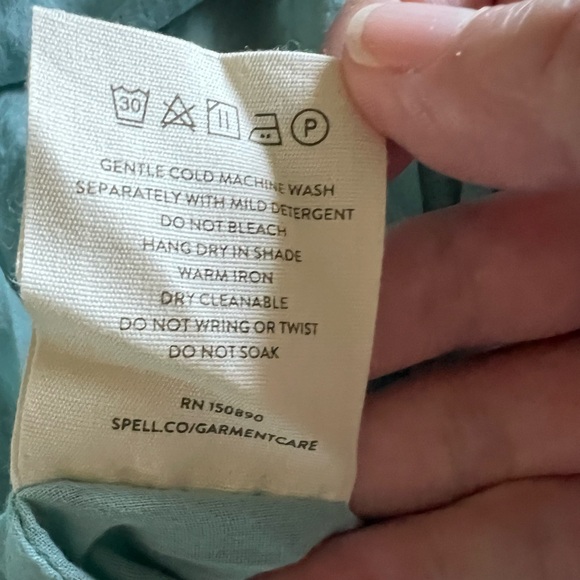 30 P
GENTLE COLD MACHINE WASH
SEPARATELY WITH MILD DETERGENT
DO NOT BLEACH
HANG DRY IN SHADE
WARM IRON
DRY CLEANABLE
DO NOT WRING OR TWIST
DO NOT SOAK
RN 150890
SPELL.CO/GARMENTCARE